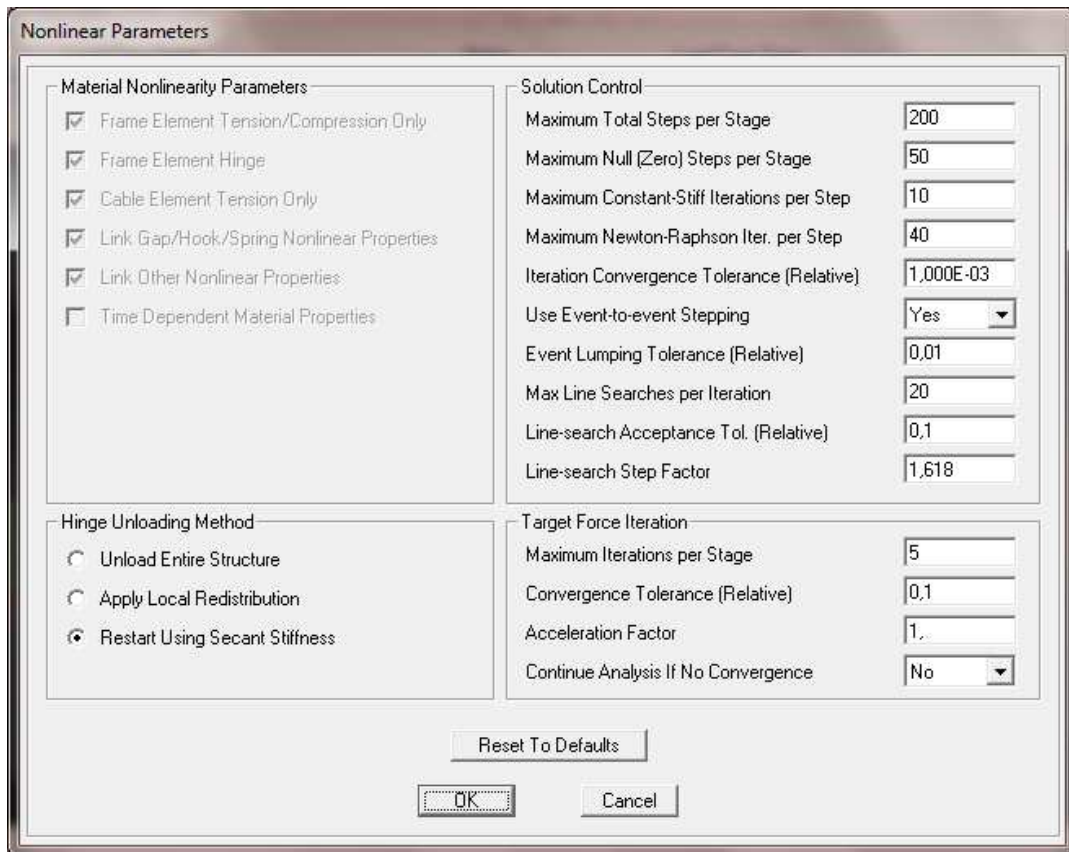 Nonlinear Parameters
Material Nonlinearity Parameters
Frame Element Tension/Compression Only
Frame Element Hinge
Cable Element Tension Only
Link Gap/Hook/Spring Nonlinear Properties
Link Other Nonlinear Properties
Time Dependent Material Properties
Solution Control
Maximum Total Steps per Stage 200
Maximum Null (Zero) Steps per Stage 50
Maximum Constant-Stiff Iterations per Step 10
Maximum Newton-Raphson Iter. per Step 40
Iteration Convergence Tolerance (Relative) 1,000E-03
Use Event-to-event Stepping Yes
Event Lumping Tolerance (Relative) 0,01
Max Line Searches per Iteration 20
Line-search Acceptance Tol. (Relative) 0,1
Line-search Step Factor 1,618
Hinge Unloading Method
Unload Entire Structure
Apply Local Redistribution
Restart Using Secant Stiffness
Target Force Iteration
Maximum Iterations per Stage 5
Convergence Tolerance (Relative) 0,1
Acceleration Factor 1,
Continue Analysis If No Convergence No
Reset To Defaults
OK Cancel